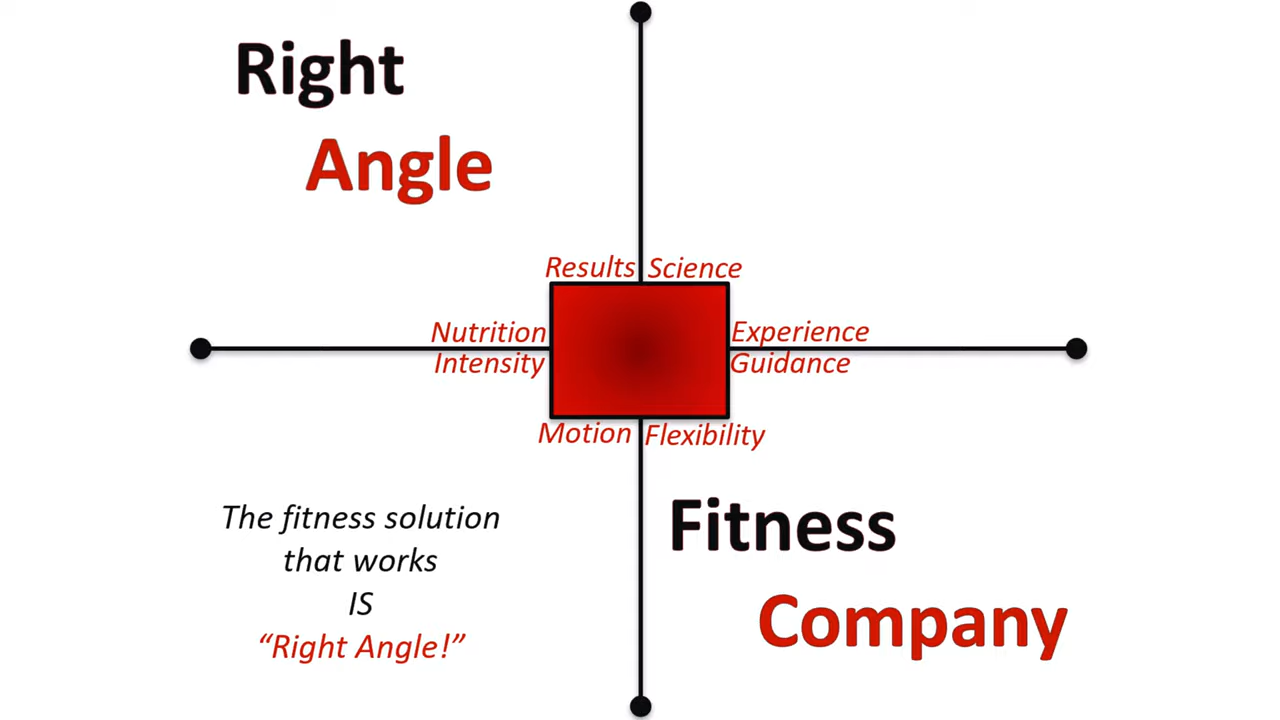 Right
Angle
Results Science
Nutrition Experience
Intensity Guidance
Motion Flexibility
The fitness solution
that works
IS
“Right Angle!”
Fitness
Company